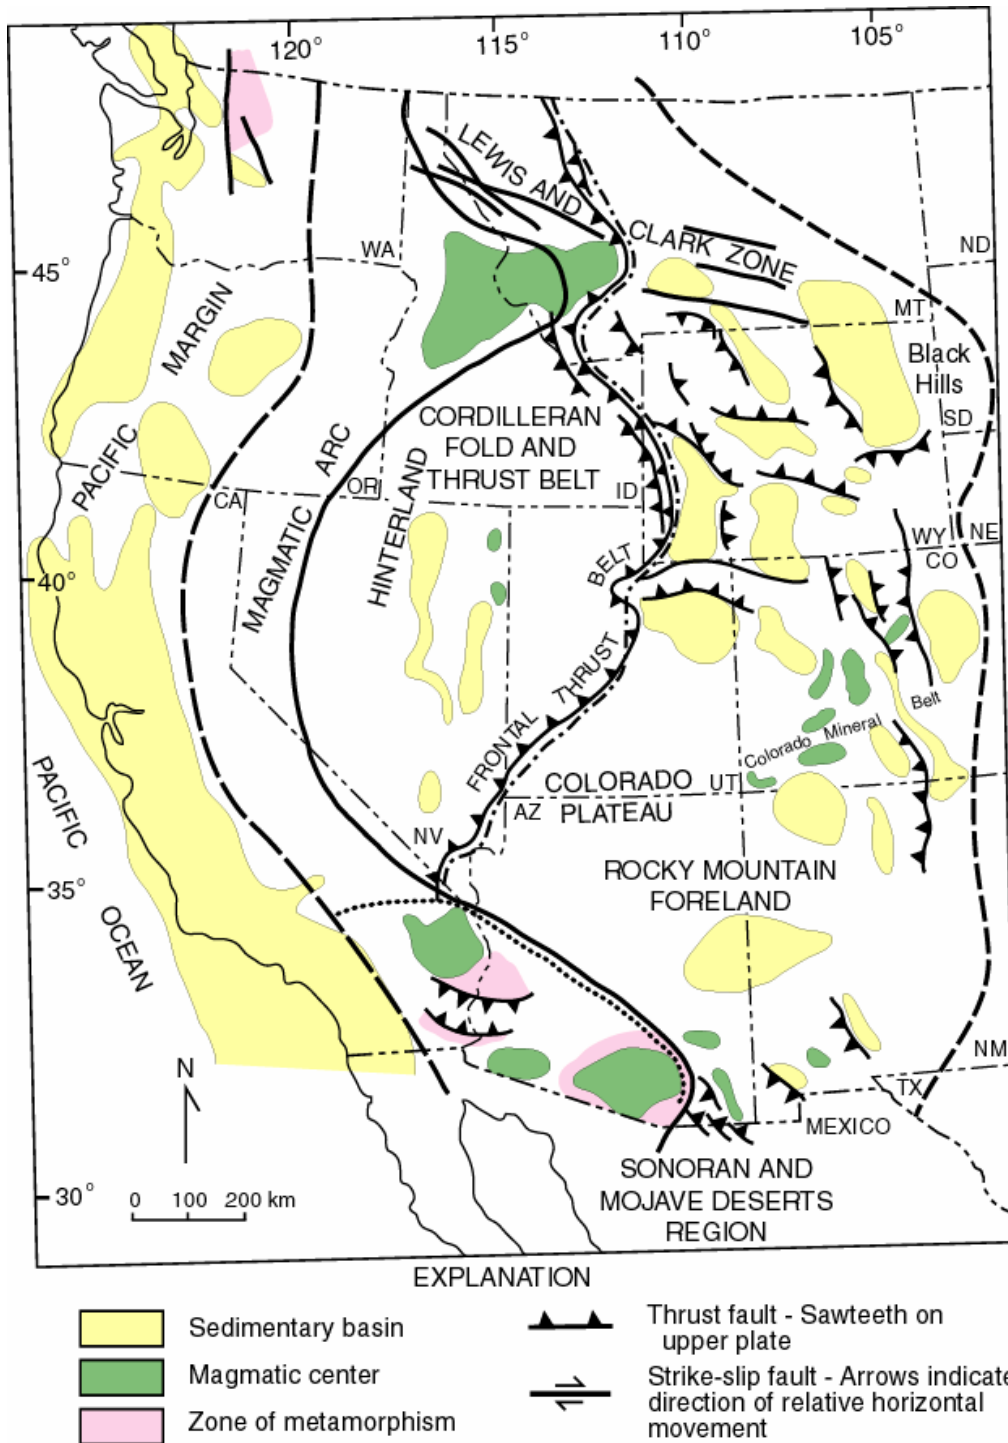 120°
115°
110°
105°
45°
40°
35°
30°
LEWIS AND
CLARK ZONE
WA
ND
MT
MARGIN
PACIFIC
Black
Hills
SD
CORDILLERAN
FOLD AND
THRUST BELT
ARC
MAGMATIC
HINTERLAND
CA
OR
ID
WY
CO
NE
BELT
THRUST
FRONTAL
Colorado Mineral Belt
COLORADO
PLATEAU
UT
AZ
NV
PACIFIC
OCEAN
ROCKY MOUNTAIN
FORELAND
NM
TX
MEXICO
N
0 100 200 km
SONORAN AND
MOJAVE DESERTS
REGION
EXPLANATION
Sedimentary basin
Magmatic center
Zone of metamorphism
Thrust fault - Sawteeth on
upper plate
Strike-slip fault - Arrows indicate
direction of relative horizontal
movement